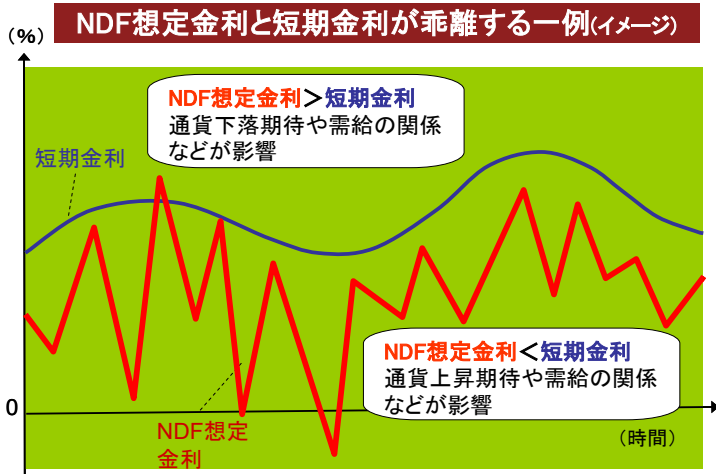 NDF想定金利と短期金利が乖離する一例(イメージ)
(%)
NDF想定金利＞短期金利
通貨下落期待や需給の関係
などが影響
短期金利
NDF想定金利＜短期金利
通貨上昇期待や需給の関係
などが影響
0
NDF想定
金利
(時間)